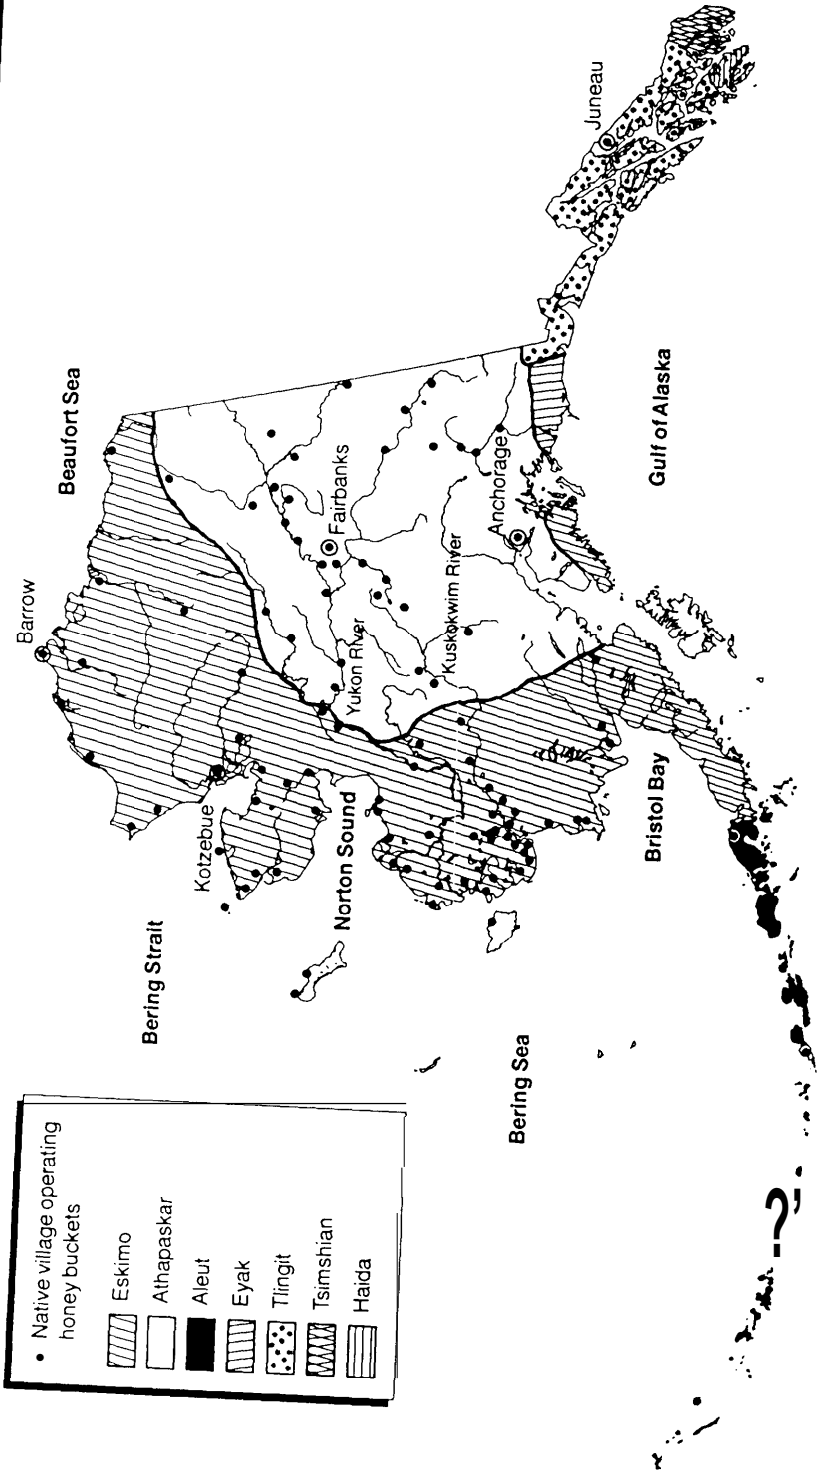 Barrow
Beaufort Sea
Kotzebue
Bering Strait
Norton Sound
Yukon River
Fairbanks
Kuskokwim River
Anchorage
Juneau
Gulf of Alaska
Bristol Bay
Bering Sea
• Native village operating
honey buckets
Eskimo
Athapaskar
Aleut
Eyak
Tlingit
Tsimshian
Haida